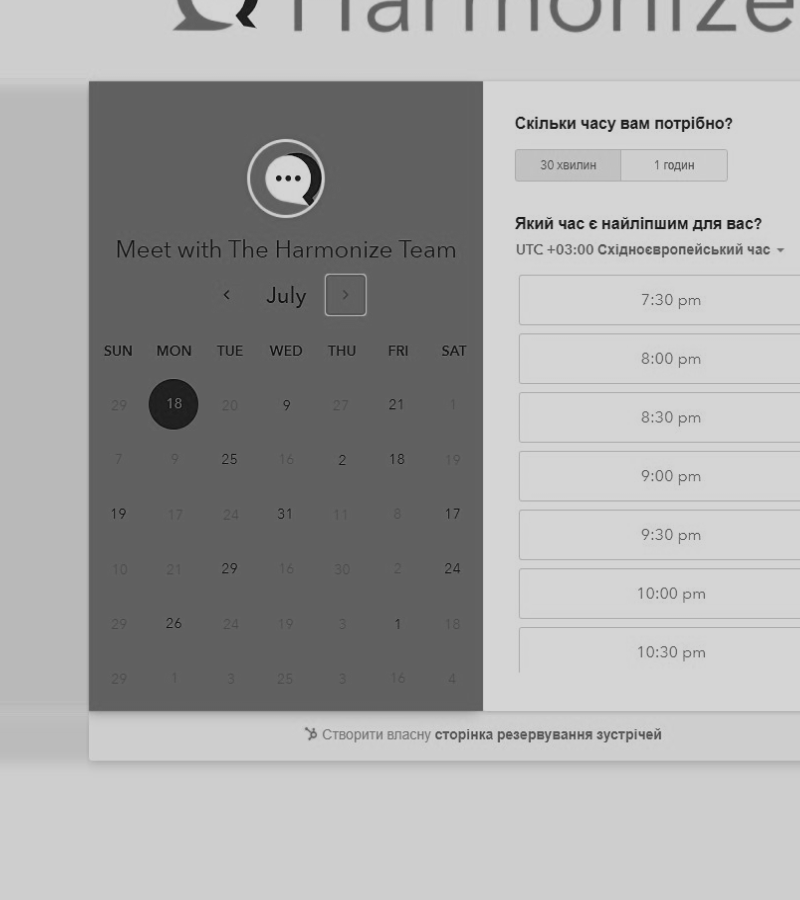 Harmonize
Meet with The Harmonize Team
July
SUN MON TUE WED THU FRI SAT
29 18 20 9 27 21 1
7 9 25 16 2 18 19
19 17 24 31 11 8 17
10 21 29 16 30 2 24
29 26 24 19 3 1 18
29 1 3 25 3 16 4
Скільки часу вам потрібно?
30 хвилин 1 годин
Який час є найліпшим для вас?
UTC +03:00 Східноєвропейський час
7:30 pm
8:00 pm
8:30 pm
9:00 pm
9:30 pm
10:00 pm
10:30 pm
Створити власну сторінка резервування зустрічей